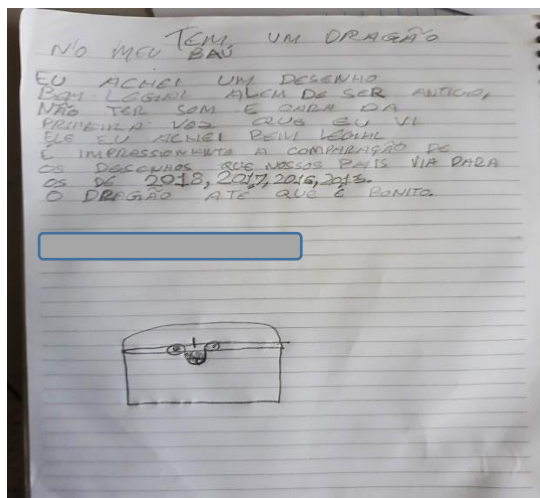 TEM UM DRAGÃO
NO MEU BAÚ
EU ACHEI UM DESENHO
BEM LEGAL ALEM DE SER ANTIGO,
NÃO TER SOM E CARA DA
PRIMEIRA VEZ QUE EU VI
ELE EU ACHEI BEM LEGAL
É IMPRESSIONANTE A COMPARAÇÃO DE
OS DESENHOS QUE NOSSOS PAIS VIA PARA
OS DE 2018, 2017, 2016, 2015.
O DRAGÃO ATÉ QUE É BONITO.